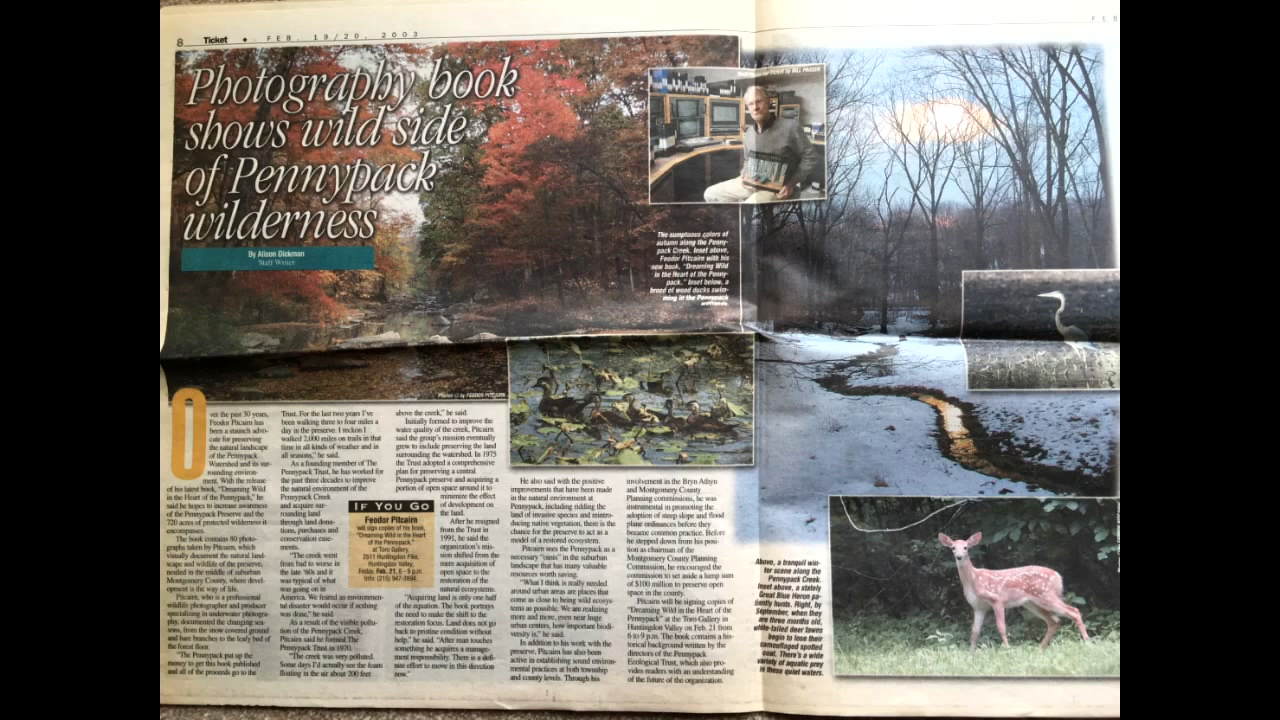 8 Ticket ◆ FEB. 19/20, 2003
FEB
Photography book
shows wild side
of Pennypack
wilderness
By Alison Dickman
Staff Writer
The sumptuous colors of
autumn along the Penny-
pack Creek. Inset above,
Feodor Pitcairn with his
new book, "Dreaming Wild
in the Heart of the Penny-
pack." Inset below, a
brood of wood ducks swim-
ming in the Pennypack
Photos © by FEODOR PITCAIRN
Over the past 30 years,
Feodor Pitcairn has
been a staunch advo-
cate for preserving
the natural landscape
of the Pennypack
Watershed and its sur-
rounding environ-
ment. With the release
of his latest book, "Dreaming Wild
in the Heart of the Pennypack," he
said he hopes to increase awareness
of the Pennypack Preserve and the
720 acres of protected wilderness it
encompasses.
The book contains 80 photo-
graphs taken by Pitcairn, which
visually document the natural land-
scape and wildlife of the preserve,
nestled in the middle of suburban
Montgomery County, where devel-
opment is the way of life.
Pitcairn, who is a professional
wildlife photographer and producer
specializing in underwater photogra-
phy, documented the changing sea-
sons, from the snow covered ground
and bare branches to the leafy bed of
the forest floor.
"The Pennypack put up the
money to get this book published
and all of the proceeds go to the
Trust. For the last two years I've
been walking three to four miles a
day in the preserve. I reckon I
walked 2,000 miles on trails in that
time in all kinds of weather and in
all seasons," he said.
As a founding member of The
Pennypack Trust, he has worked for
the past three decades to improve
the natural environment of the
Pennypack Creek
and acquire sur-
rounding land
through land dona-
tions, purchases and
conservation ease-
ments.
"The creek went
from bad to worse in
the late '60s and it
was typical of what
was going on in
America. We feared an environmen-
tal disaster would occur if nothing
was done," he said.
As a result of the visible pollu-
tion of the Pennypack Creek,
Pitcairn said he formed The
Pennypack Trust in 1970.
"The creek was very polluted.
Some days I'd actually see the foam
floating in the air about 200 feet
above the creek," he said.
Initially formed to improve the
water quality of the creek, Pitcairn
said the group's mission eventually
grew to include preserving the land
surrounding the watershed. In 1975
the Trust adopted a comprehensive
plan for preserving a central
Pennypack preserve and acquiring a
portion of open space around it to
minimize the effect
of development on
the land.
After he resigned
from the Trust in
1991, he said the
organization's mis-
sion shifted from the
mere acquisition of
open space to the
restoration of the
natural ecosystems.
"Acquiring land is only one half
of the equation. The book portrays
the need to make the shift to the
restoration focus. Land does not go
back to pristine condition without
help," he said. "After man touches
something he acquires a manage-
ment responsibility. There is a defi-
nite effort to move in this direction
now."
IF YOU GO
Feodor Pitcairn
will sign copies of his book,
"Dreaming Wild in the Heart
of the Pennypack,"
at Toro Gallery,
2511 Huntingdon Pike,
Huntingdon Valley,
Friday, Feb. 21, 6 - 9 p.m.
Info: (215) 947-3896.
He also said with the positive
improvements that have been made
in the natural environment at
Pennypack, including ridding the
land of invasive species and reintro-
ducing native vegetation, there is the
chance for the preserve to act as a
model of a restored ecosystem.
Pitcairn sees the Pennypack as a
necessary "oasis" in the suburban
landscape that has many valuable
resources worth saving.
"What I think is really needed
around urban areas are places that
come as close to being wild ecosys-
tems as possible. We are realizing
more and more, even near huge
urban centers, how important biodi-
versity is," he said.
In addition to his work with the
preserve, Pitcairn has also been
active in establishing sound environ-
mental practices at both township
and county levels. Through his
involvement in the Bryn Athyn
and Montgomery County
Planning commissions, he was
instrumental in promoting the
adoption of steep slope and flood
plane ordinances before they
became common practice. Before
he stepped down from his posi-
tion as chairman of the
Montgomery County Planning
Commission, he encouraged the
commission to set aside a lump sum
of $100 million to preserve open
space in the county.
Pitcairn will be signing copies of
"Dreaming Wild in the Heart of the
Pennypack" at the Toro Gallery in
Huntingdon Valley on Feb. 21 from
6 to 9 p.m. The book contains a his-
torical background written by the
directors of the Pennypack
Ecological Trust, which also pro-
vides readers with an understanding
of the future of the organization.
Above, a tranquil win-
ter scene along the
Pennypack Creek.
Inset above, a stately
Great Blue Heron pa-
tiently hunts. Right, by
September, when they
are three months old,
white-tailed deer fawns
begin to lose their
camouflaged spotted
coat. There's a wide
variety of aquatic prey
in these quiet waters.